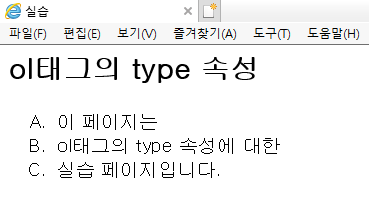 실습
파일(F) 편집(E) 보기(V) 즐겨찾기(A) 도구(T) 도움말(H)
ol태그의 type 속성
A. 이 페이지는
B. ol태그의 type 속성에 대한
C. 실습 페이지입니다.